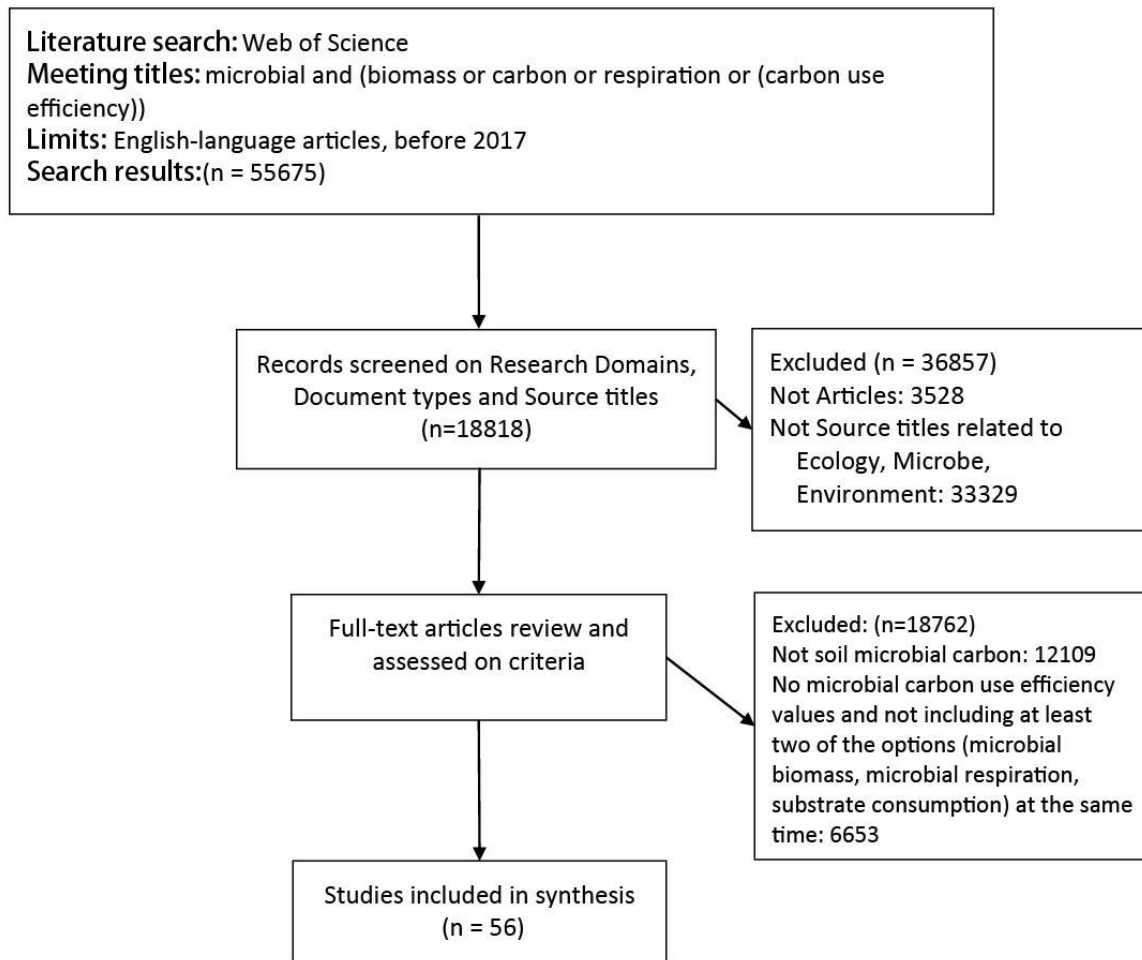 Literature search: Web of Science
Meeting titles: microbial and (biomass or carbon or respiration or (carbon use
efficiency))
Limits: English-language articles, before 2017
Search results:(n = 55675)
Records screened on Research Domains,
Document types and Source titles
(n=18818)
Excluded (n = 36857)
Not Articles: 3528
Not Source titles related to
Ecology, Microbe,
Environment: 33329
Full-text articles review and
assessed on criteria
Excluded: (n=18762)
Not soil microbial carbon: 12109
No microbial carbon use efficiency
values and not including at least
two of the options (microbial
biomass, microbial respiration,
substrate consumption) at the same
time: 6653
Studies included in synthesis
(n = 56)